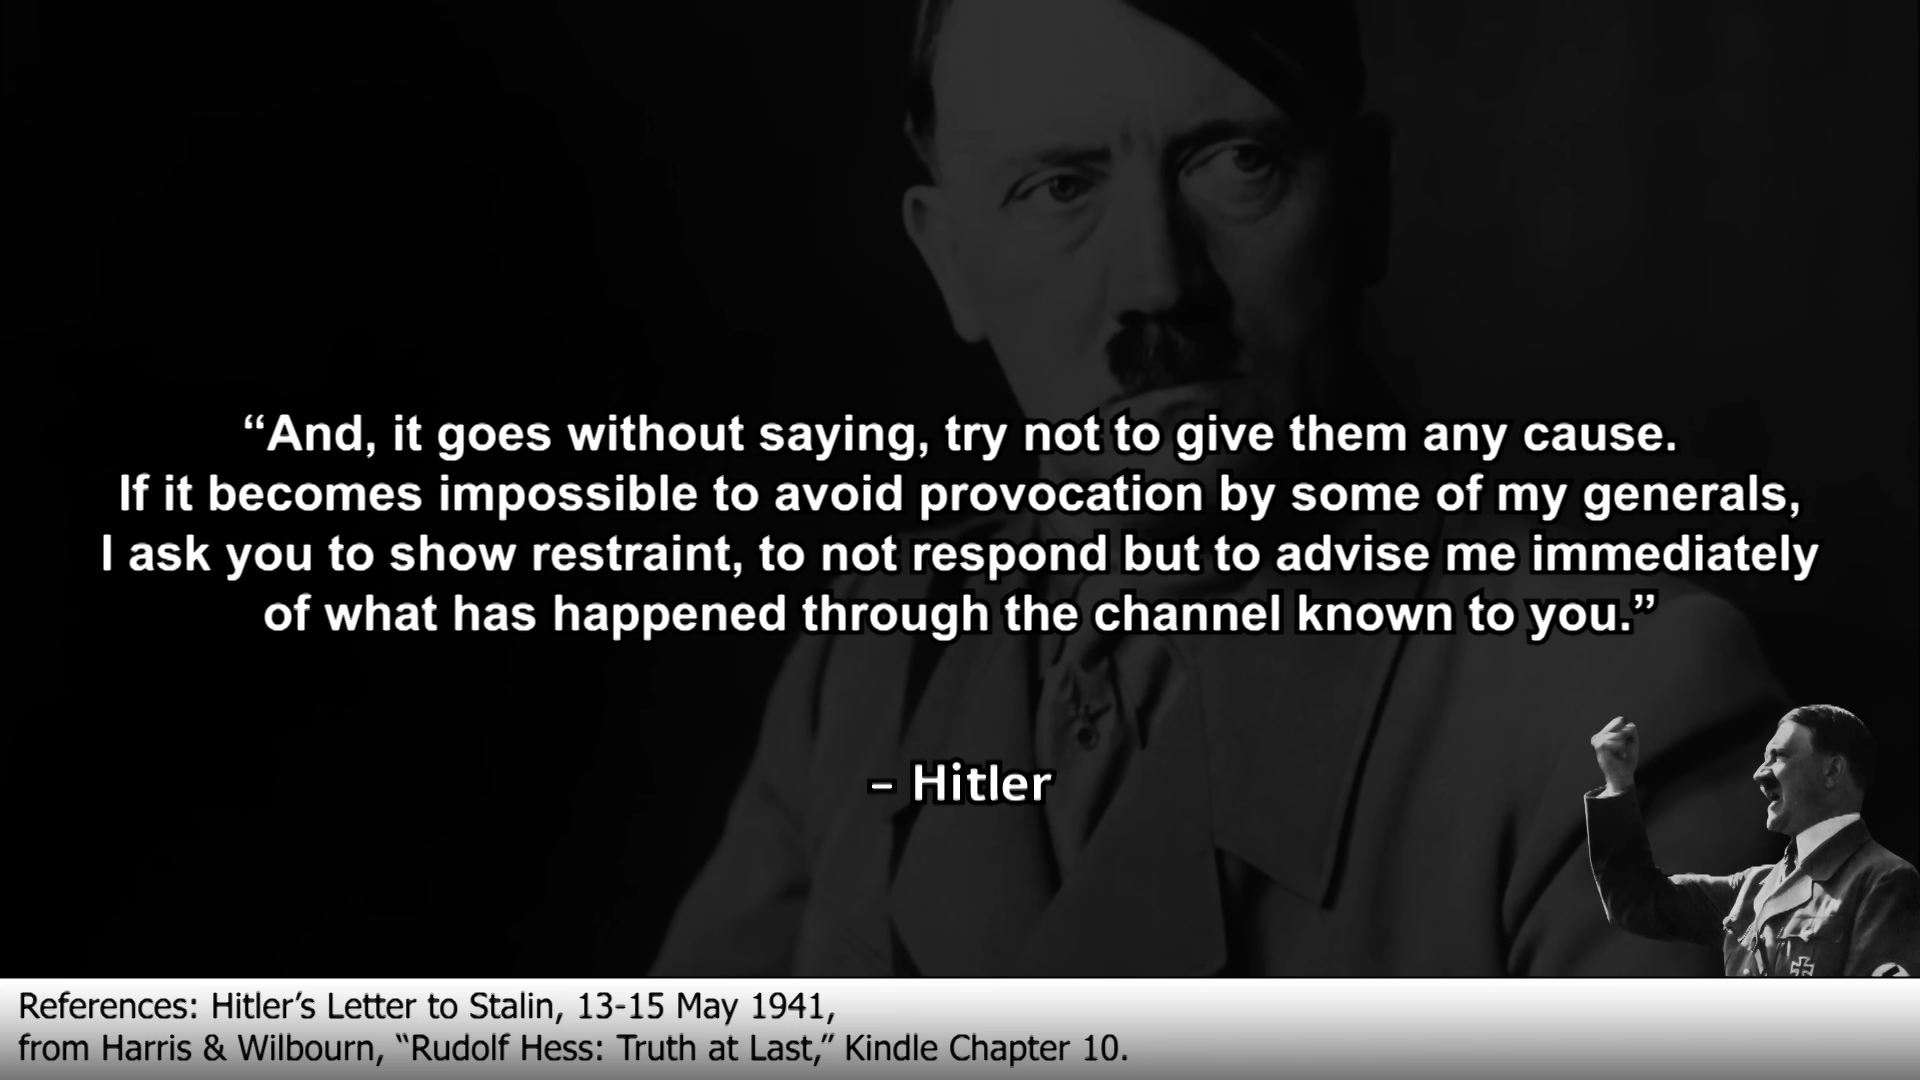 “And, it goes without saying, try not to give them any cause.
If it becomes impossible to avoid provocation by some of my generals,
I ask you to show restraint, to not respond but to advise me immediately
of what has happened through the channel known to you.”
– Hitler
References: Hitler’s Letter to Stalin, 13-15 May 1941,
from Harris & Wilbourn, “Rudolf Hess: Truth at Last,” Kindle Chapter 10.